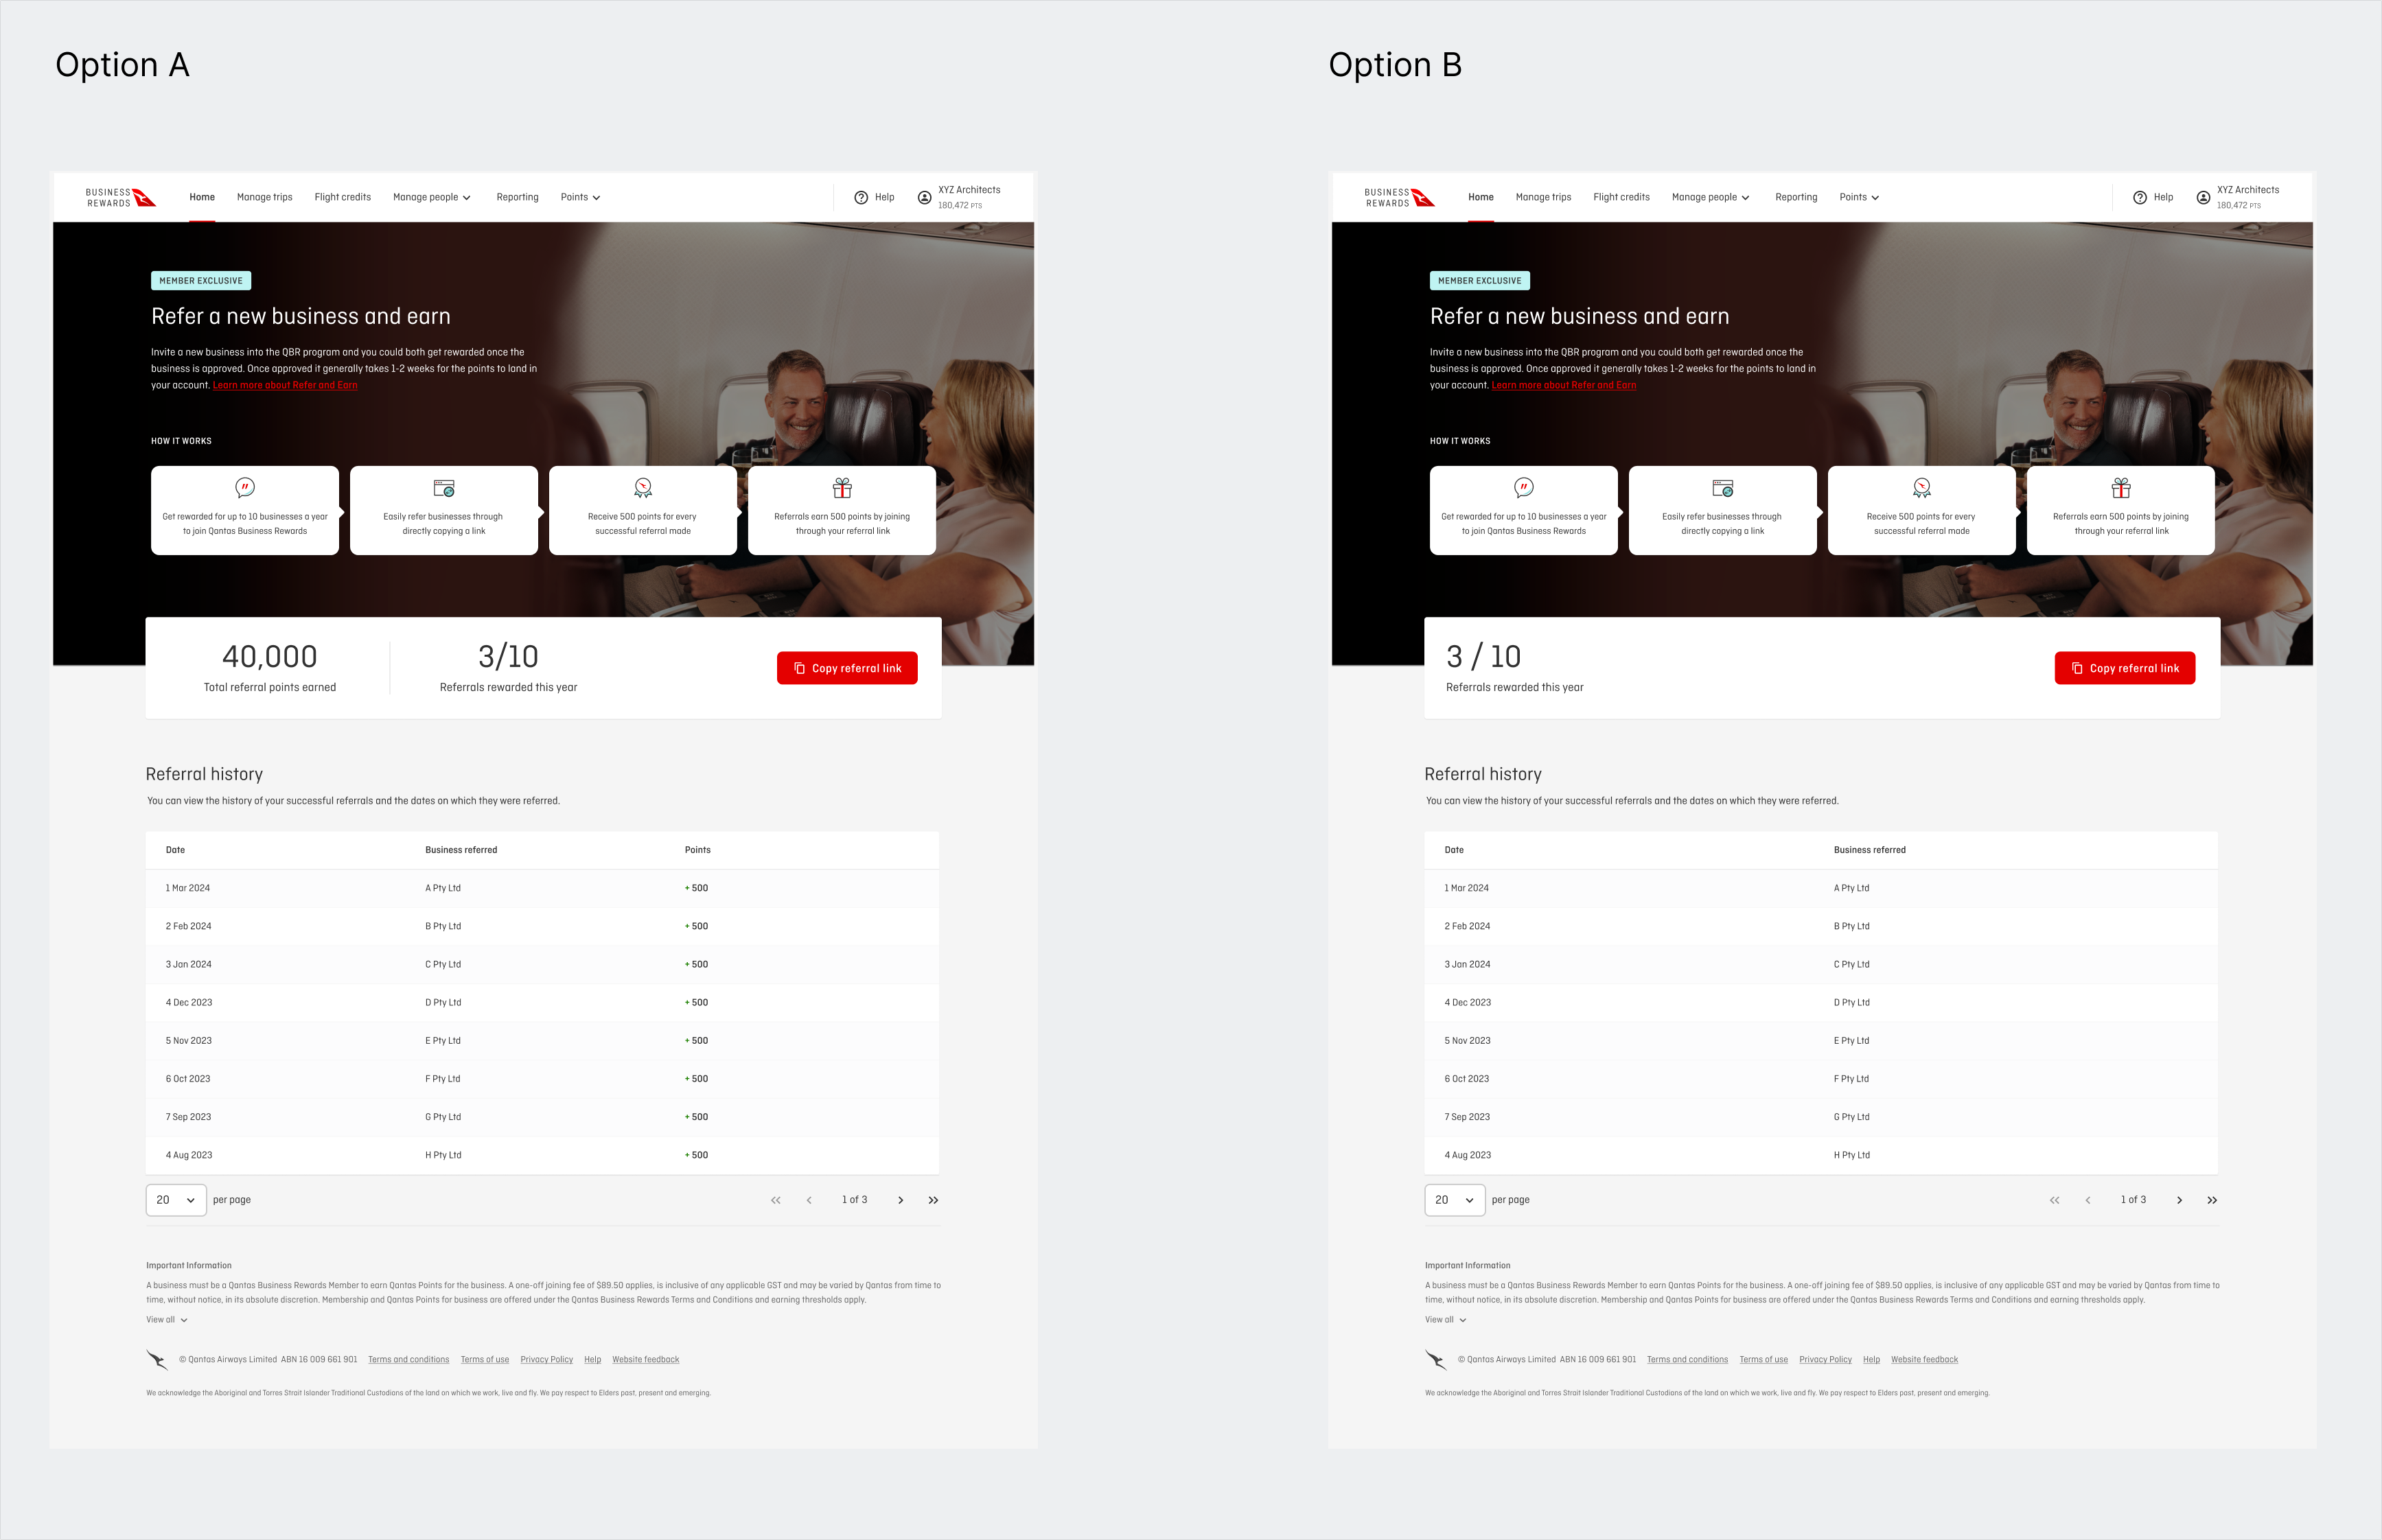 Option A
BUSINESS
REWARDS
Home
Manage trips
Flight credits
Manage people
Reporting
Points
Help
XYZ Architects
180,472 PTS
MEMBER EXCLUSIVE
Refer a new business and earn
Invite a new business into the QBR program and you could both get rewarded once the
business is approved. Once approved it generally takes 1-2 weeks for the points to land in
your account. Learn more about Refer and Earn
HOW IT WORKS
Get rewarded for up to 10 businesses a year
to join Qantas Business Rewards
Easily refer businesses through
directly copying a link
Receive 500 points for every
successful referral made
Referrals earn 500 points by joining
through your referral link
40,000
Total referral points earned
3/10
Referrals rewarded this year
Copy referral link
Referral history
You can view the history of your successful referrals and the dates on which they were referred.
Date Business referred Points
1 Mar 2024 A Pty Ltd + 500
2 Feb 2024 B Pty Ltd + 500
3 Jan 2024 C Pty Ltd + 500
4 Dec 2023 D Pty Ltd + 500
5 Nov 2023 E Pty Ltd + 500
6 Oct 2023 F Pty Ltd + 500
7 Sep 2023 G Pty Ltd + 500
4 Aug 2023 H Pty Ltd + 500
20 per page 1 of 3
Important Information
A business must be a Qantas Business Rewards Member to earn Qantas Points for the business. A one-off joining fee of $89.50 applies, is inclusive of any applicable GST and may be varied by Qantas from time to
time, without notice, in its absolute discretion. Membership and Qantas Points for business are offered under the Qantas Business Rewards Terms and Conditions and earning thresholds apply.
View all
© Qantas Airways Limited ABN 16 009 661 901 Terms and conditions Terms of use Privacy Policy Help Website feedback
We acknowledge the Aboriginal and Torres Strait Islander Traditional Custodians of the land on which we work, live and fly. We pay respect to Elders past, present and emerging.
Option B
BUSINESS
REWARDS
Home
Manage trips
Flight credits
Manage people
Reporting
Points
Help
XYZ Architects
180,472 PTS
MEMBER EXCLUSIVE
Refer a new business and earn
Invite a new business into the QBR program and you could both get rewarded once the
business is approved. Once approved it generally takes 1-2 weeks for the points to land in
your account. Learn more about Refer and Earn
HOW IT WORKS
Get rewarded for up to 10 businesses a year
to join Qantas Business Rewards
Easily refer businesses through
directly copying a link
Receive 500 points for every
successful referral made
Referrals earn 500 points by joining
through your referral link
3 / 10
Referrals rewarded this year
Copy referral link
Referral history
You can view the history of your successful referrals and the dates on which they were referred.
Date Business referred
1 Mar 2024 A Pty Ltd
2 Feb 2024 B Pty Ltd
3 Jan 2024 C Pty Ltd
4 Dec 2023 D Pty Ltd
5 Nov 2023 E Pty Ltd
6 Oct 2023 F Pty Ltd
7 Sep 2023 G Pty Ltd
4 Aug 2023 H Pty Ltd
20 per page 1 of 3
Important Information
A business must be a Qantas Business Rewards Member to earn Qantas Points for the business. A one-off joining fee of $89.50 applies, is inclusive of any applicable GST and may be varied by Qantas from time to
time, without notice, in its absolute discretion. Membership and Qantas Points for business are offered under the Qantas Business Rewards Terms and Conditions and earning thresholds apply.
View all
© Qantas Airways Limited ABN 16 009 661 901 Terms and conditions Terms of use Privacy Policy Help Website feedback
We acknowledge the Aboriginal and Torres Strait Islander Traditional Custodians of the land on which we work, live and fly. We pay respect to Elders past, present and emerging.